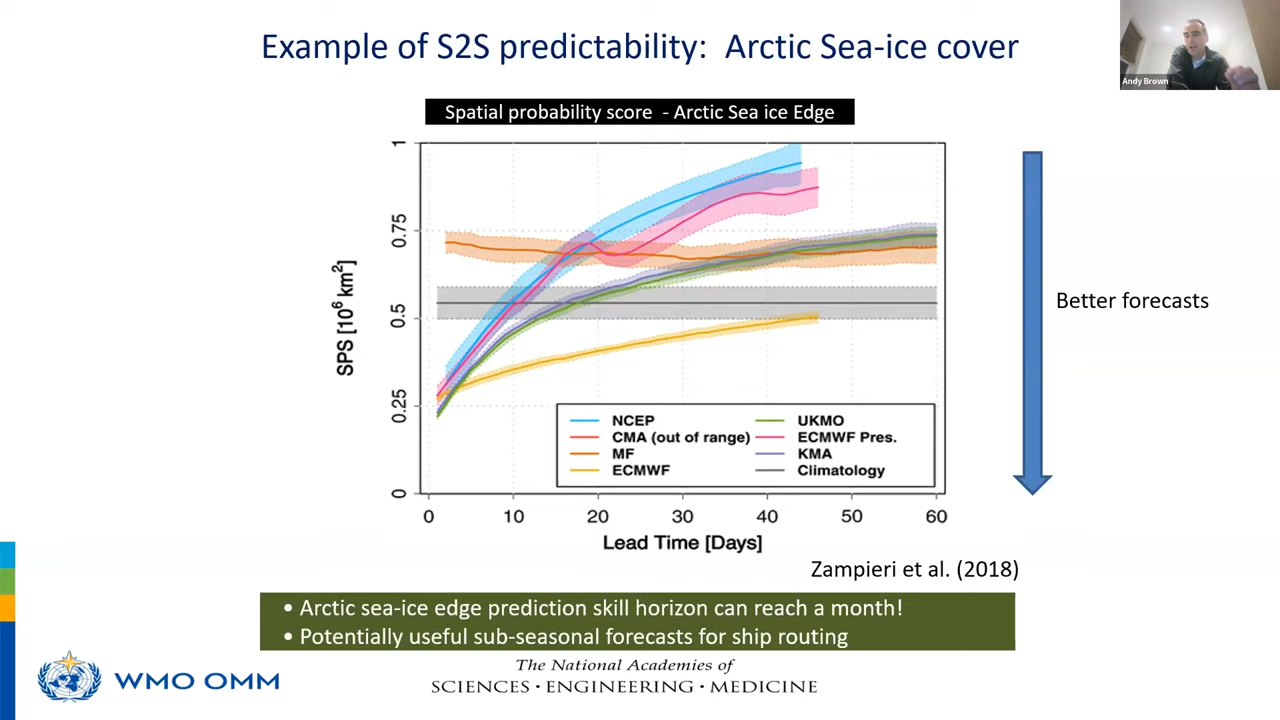 Example of S2S predictability: Arctic Sea-ice cover
Andy Brown
Spatial probability score - Arctic Sea ice Edge
1
0.75
0.5
0.25
0
SPS [10⁶ km²]
0 10 20 30 40 50 60
Lead Time [Days]
NCEP
CMA (out of range)
MF
ECMWF
UKMO
ECMWF Pres.
KMA
Climatology
Better forecasts
Zampieri et al. (2018)
• Arctic sea-ice edge prediction skill horizon can reach a month!
• Potentially useful sub-seasonal forecasts for ship routing
WMO OMM
The National Academies of
SCIENCES • ENGINEERING • MEDICINE